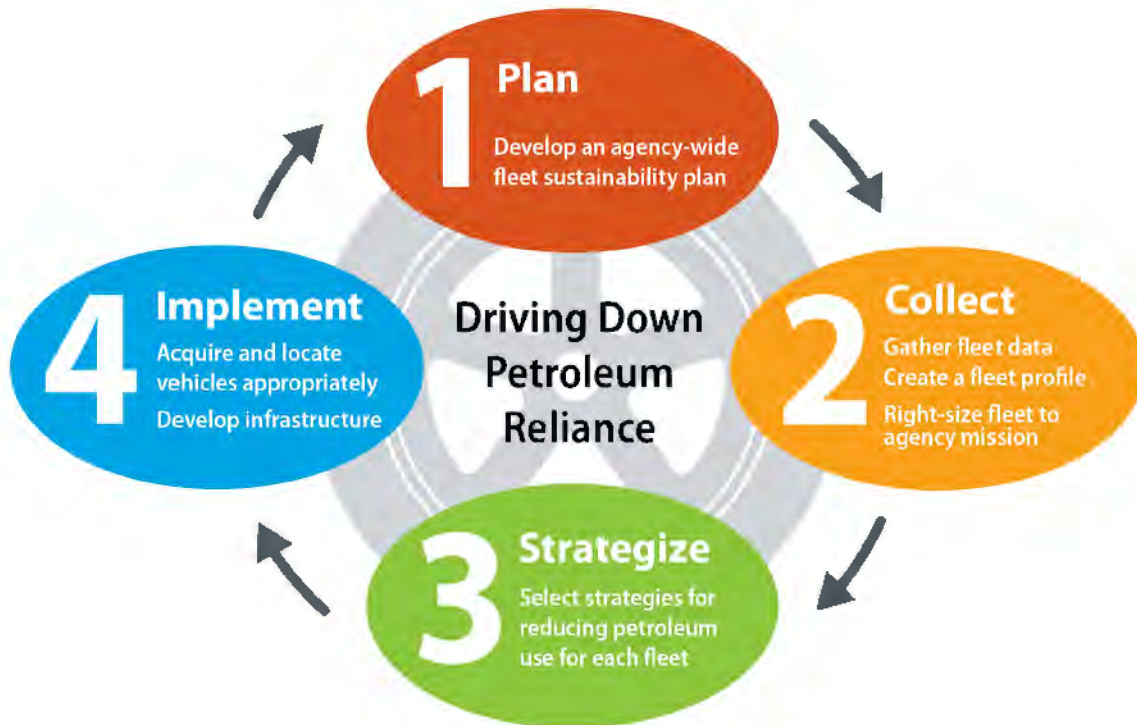 1
Plan
Develop an agency-wide
fleet sustainability plan
2
Collect
Gather fleet data
Create a fleet profile
Right-size fleet to
agency mission
3
Strategize
Select strategies for
reducing petroleum
use for each fleet
4
Implement
Acquire and locate
vehicles appropriately
Develop infrastructure
Driving Down
Petroleum
Reliance